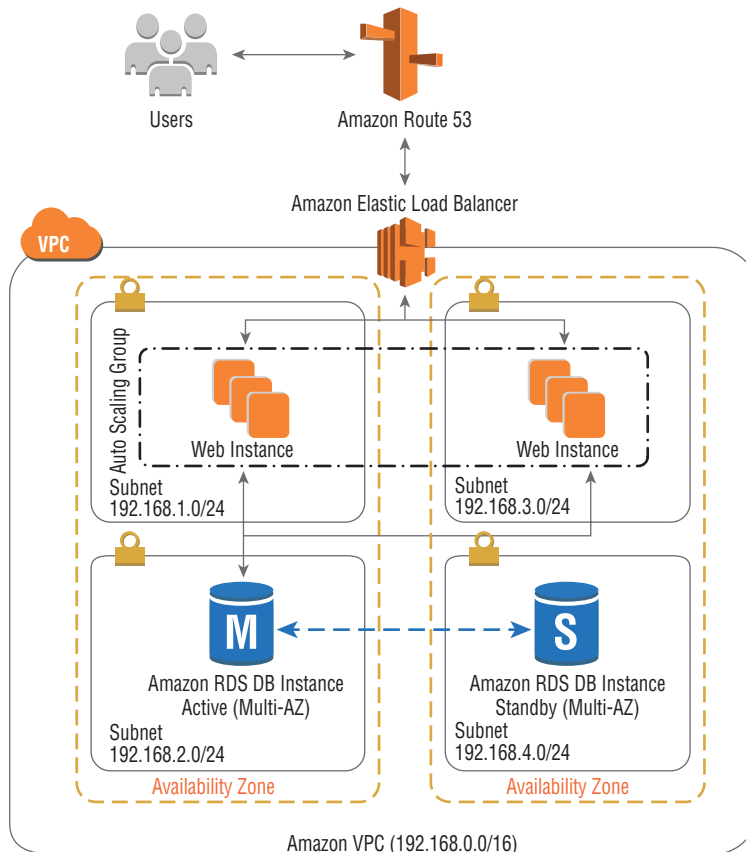 Users
Amazon Route 53
Amazon Elastic Load Balancer
VPC
Auto Scaling Group
Web Instance
Web Instance
Subnet
192.168.1.0/24
Subnet
192.168.3.0/24
M
S
Amazon RDS DB Instance
Active (Multi-AZ)
Amazon RDS DB Instance
Standby (Multi-AZ)
Subnet
192.168.2.0/24
Subnet
192.168.4.0/24
Availability Zone
Availability Zone
Amazon VPC (192.168.0.0/16)